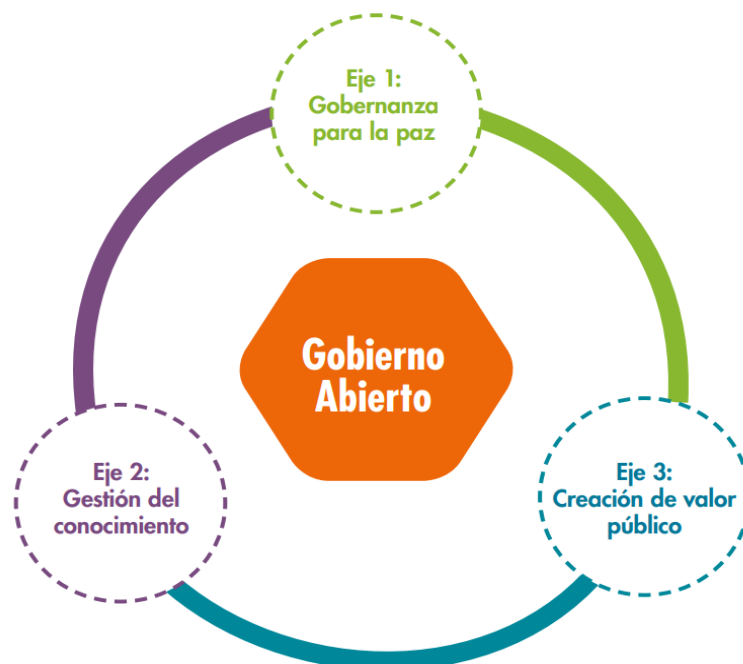 Eje 1:
Gobernanza
para la paz
Gobierno
Abierto
Eje 2:
Gestión del
conocimiento
Eje 3:
Creación de valor
público